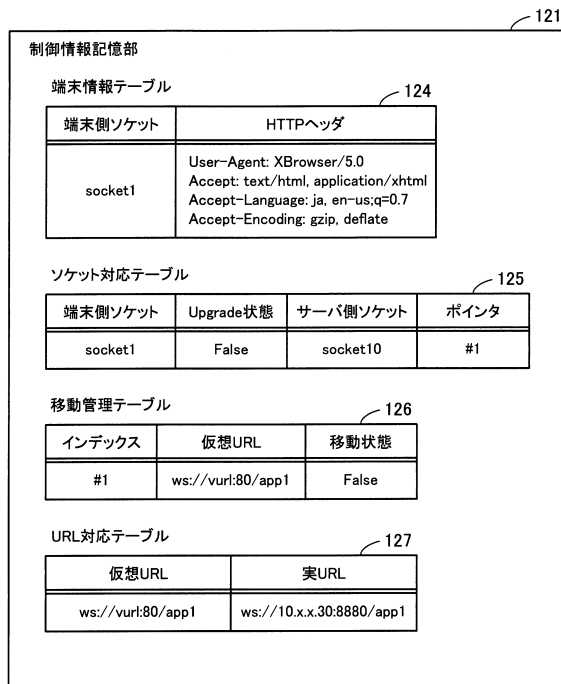 121
制御情報記憶部
端末情報テーブル
124
端末側ソケット HTTPヘッダ
socket1
User-Agent: XBrowser/5.0
Accept: text/html, application/xhtml
Accept-Language: ja, en-us;q=0.7
Accept-Encoding: gzip, deflate
ソケット対応テーブル
125
端末側ソケット Upgrade状態 サーバ側ソケット ポインタ
socket1 False socket10 #1
移動管理テーブル
126
インデックス 仮想URL 移動状態
#1 ws://vurl:80/app1 False
URL対応テーブル
127
仮想URL 実URL
ws://vurl:80/app1 ws://10.x.x.30:8880/app1